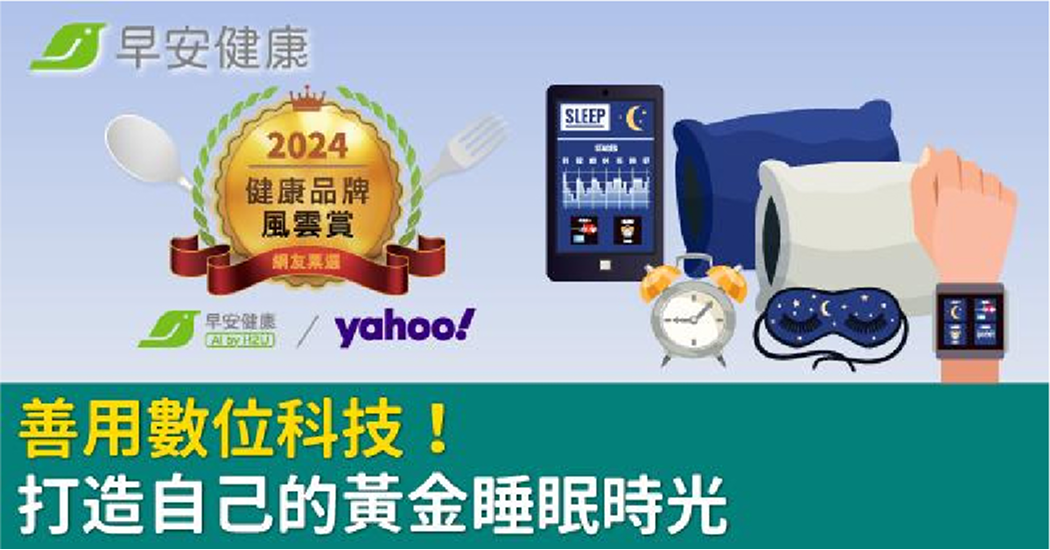 早安健康
2024
健康品牌
風雲賞
網友票選
早安健康
AI by H2U
yahoo!
SLEEP
STAGES
善用數位科技!
打造自己的黃金睡眠時光